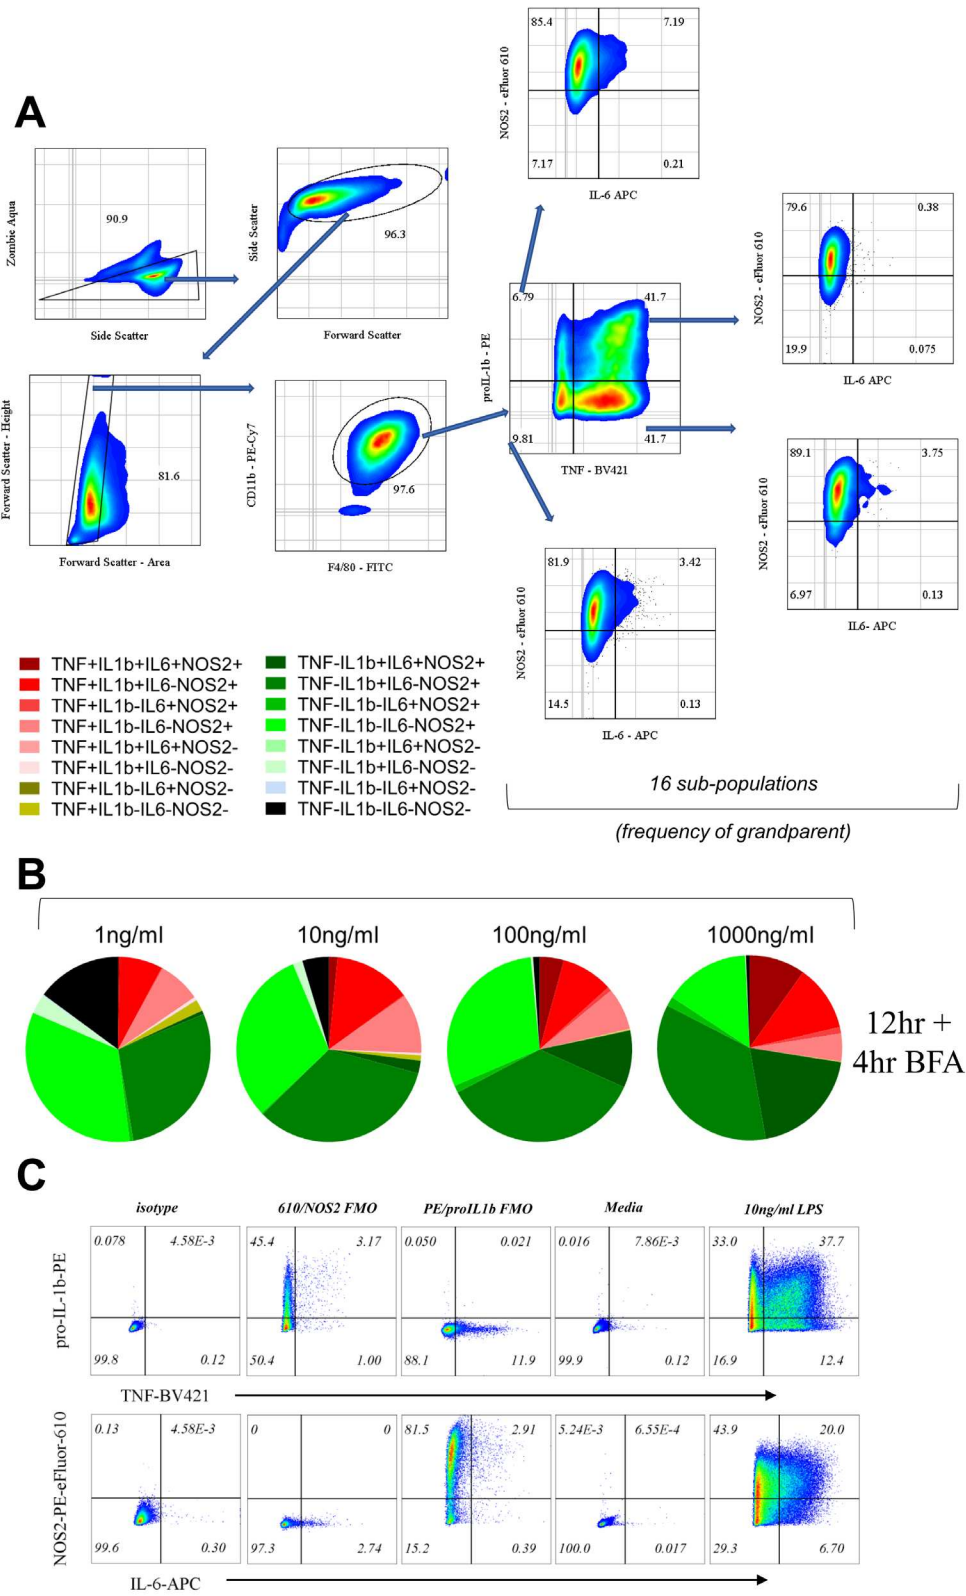 A
Zombie Aqua
90.9
Side Scatter
Side Scatter
96.3
Forward Scatter
Forward Scatter - Height
81.6
Forward Scatter - Area
CD11b - PE-Cy7
97.6
F4/80 - FITC
proIL-1b - PE
6.79
41.7
9.81
41.7
TNF - BV421
NOS2 - eFluor 610
85.4
7.19
7.17
0.21
IL-6 APC
NOS2 - eFluor 610
79.6
0.38
19.9
0.075
IL-6 APC
NOS2 - eFluor 610
89.1
3.75
6.97
0.13
IL6- APC
NOS2 - eFluor 610
81.9
3.42
14.5
0.13
IL-6 - APC
16 sub-populations
(frequency of grandparent)
TNF+IL1b+IL6+NOS2+
TNF+IL1b+IL6-NOS2+
TNF+IL1b-IL6+NOS2+
TNF+IL1b-IL6-NOS2+
TNF+IL1b+IL6+NOS2-
TNF+IL1b+IL6-NOS2-
TNF+IL1b-IL6+NOS2-
TNF+IL1b-IL6-NOS2-
TNF-IL1b+IL6+NOS2+
TNF-IL1b+IL6-NOS2+
TNF-IL1b-IL6+NOS2+
TNF-IL1b-IL6-NOS2+
TNF-IL1b+IL6+NOS2-
TNF-IL1b+IL6-NOS2-
TNF-IL1b-IL6+NOS2-
TNF-IL1b-IL6-NOS2-
B
1ng/ml
10ng/ml
100ng/ml
1000ng/ml
12hr +
4hr BFA
C
isotype
610/NOS2 FMO
PE/proIL1b FMO
Media
10ng/ml LPS
pro-IL-1b-PE
0.078 4.58E-3
99.8 0.12
45.4 3.17
50.4 1.00
0.050 0.021
88.1 11.9
0.016 7.86E-3
99.9 0.12
33.0 37.7
16.9 12.4
TNF-BV421
NOS2-PE-eFluor-610
0.13 4.58E-3
99.6 0.30
0 0
97.3 2.74
81.5 2.91
15.2 0.39
5.24E-3 6.55E-4
100.0 0.017
43.9 20.0
29.3 6.70
IL-6-APC